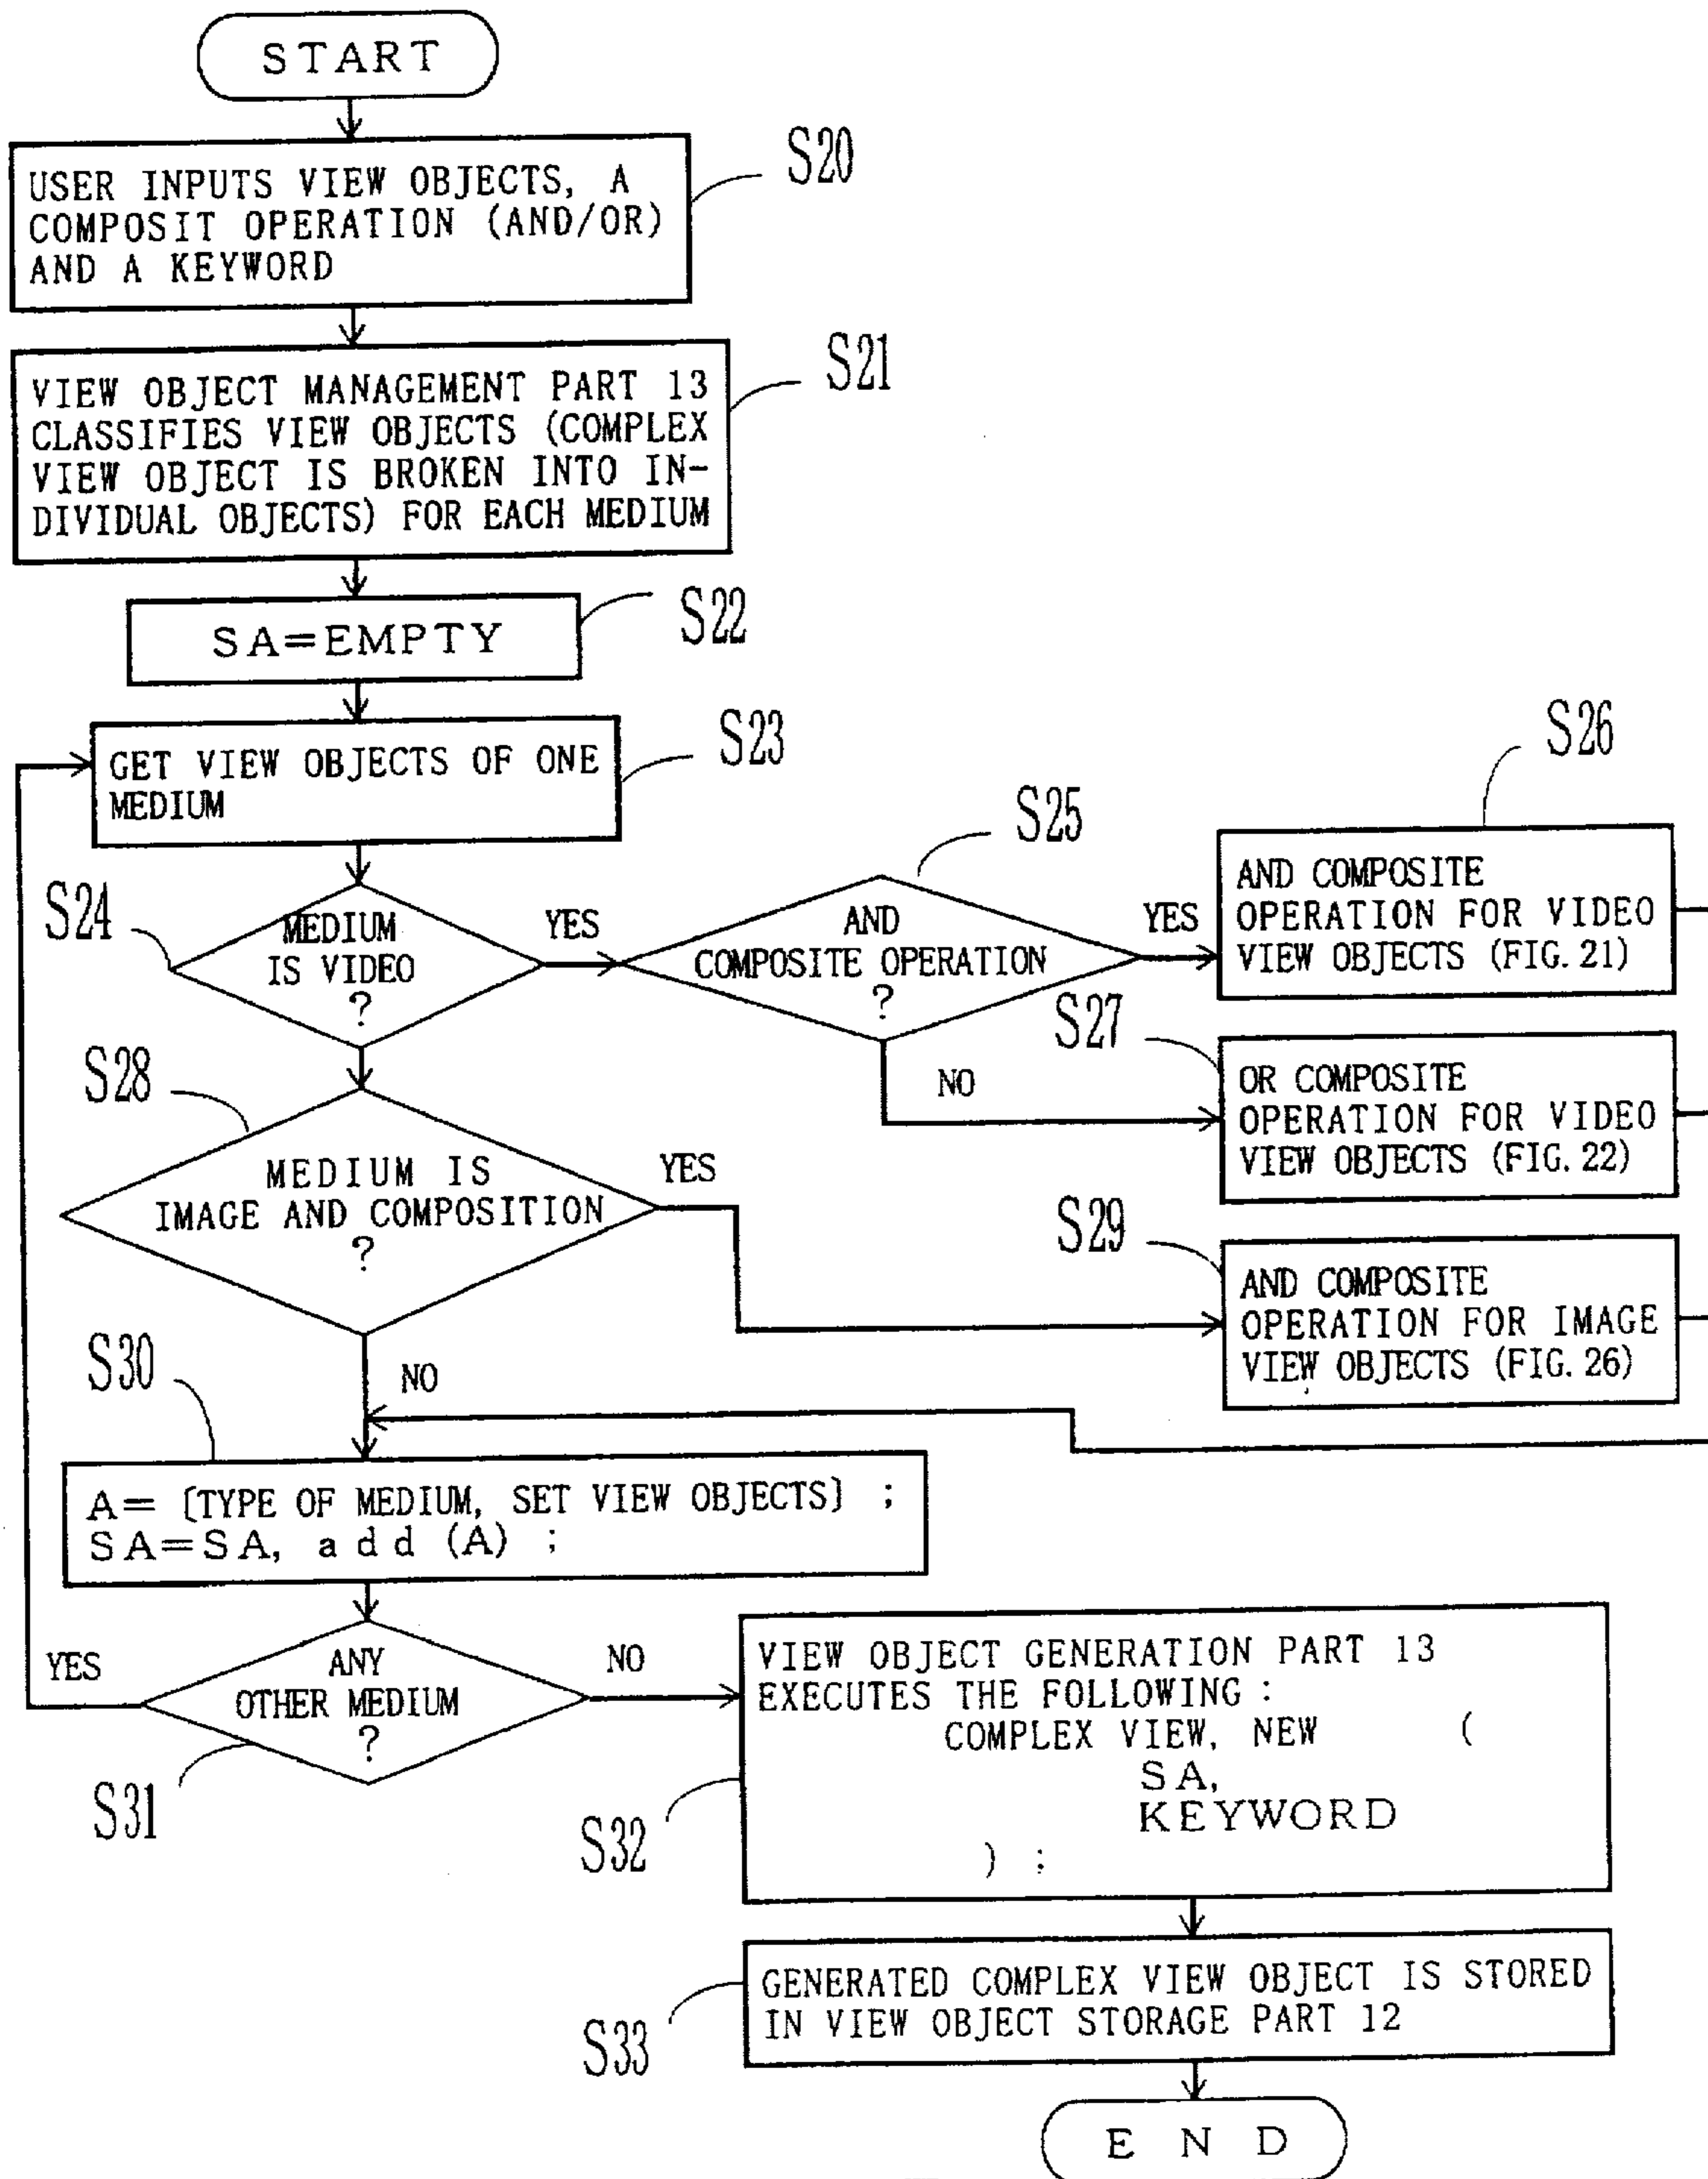 START
S20
USER INPUTS VIEW OBJECTS, A
COMPOSIT OPERATION (AND/OR)
AND A KEYWORD
S21
VIEW OBJECT MANAGEMENT PART 13
CLASSIFIES VIEW OBJECTS (COMPLEX
VIEW OBJECT IS BROKEN INTO IN-
DIVIDUAL OBJECTS) FOR EACH MEDIUM
S22
SA=EMPTY
S23
GET VIEW OBJECTS OF ONE
MEDIUM
S24
MEDIUM
IS VIDEO
?
YES
S25
AND
COMPOSITE OPERATION
?
YES
S26
AND COMPOSITE
OPERATION FOR VIDEO
VIEW OBJECTS (FIG. 21)
NO
S27
OR COMPOSITE
OPERATION FOR VIDEO
VIEW OBJECTS (FIG. 22)
S28
MEDIUM IS
IMAGE AND COMPOSITION
?
YES
S29
AND COMPOSITE
OPERATION FOR IMAGE
VIEW OBJECTS (FIG. 26)
NO
S30
A= [TYPE OF MEDIUM, SET VIEW OBJECTS] ;
SA=SA, add (A) ;
YES
ANY
OTHER MEDIUM
?
NO
S31
VIEW OBJECT GENERATION PART 13
EXECUTES THE FOLLOWING :
COMPLEX VIEW, NEW (
SA,
KEYWORD
) ;
S32
GENERATED COMPLEX VIEW OBJECT IS STORED
IN VIEW OBJECT STORAGE PART 12
S33
END